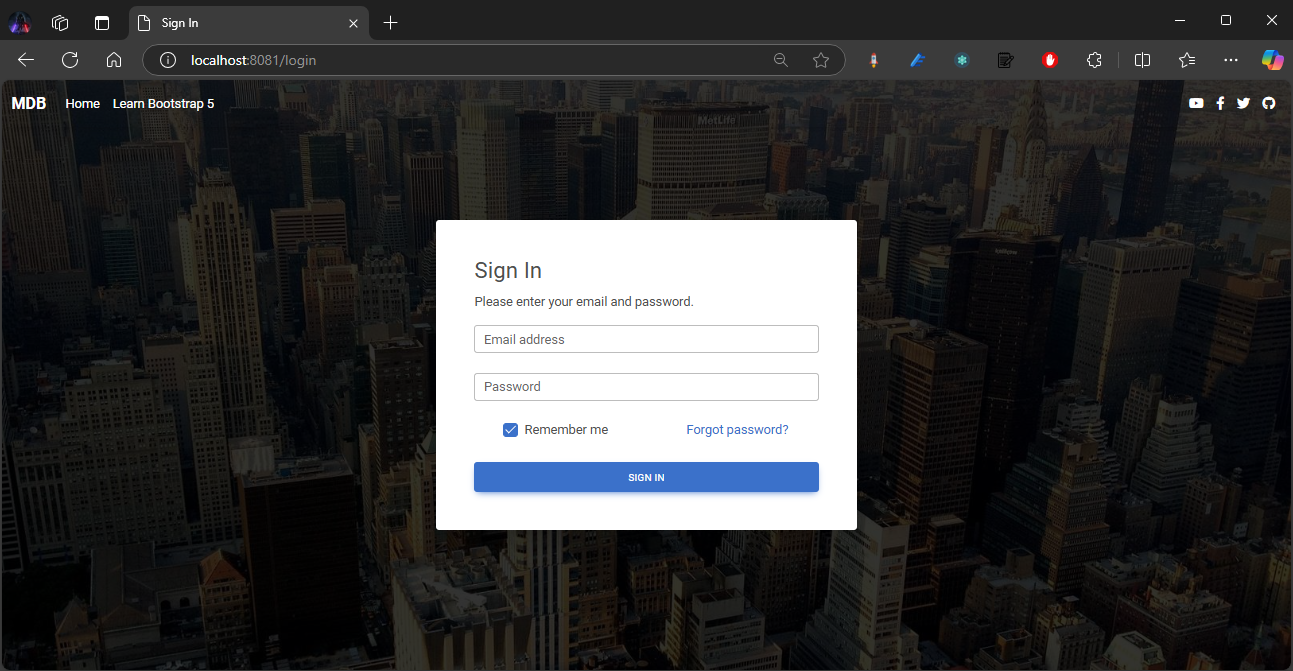 Sign In
localhost:8081/login
MDB Home Learn Bootstrap 5
MetLife
Sign In
Please enter your email and password.
Email address
Password
Remember me Forgot password?
SIGN IN